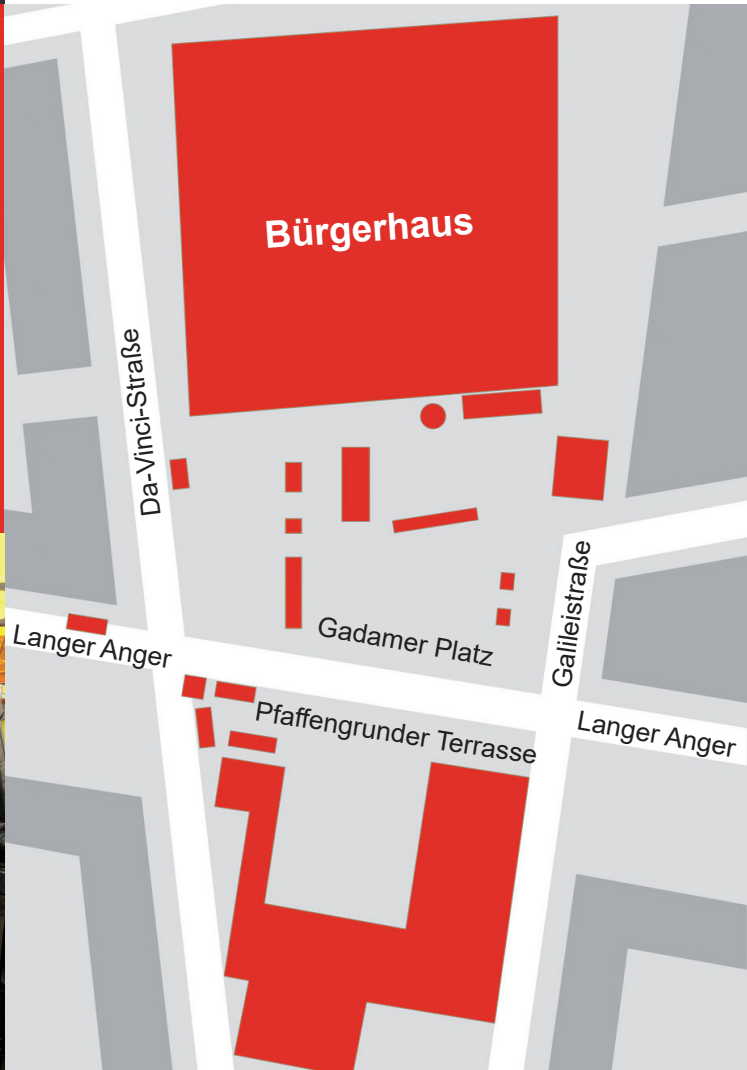 Bürgerhaus
Da-Vinci-Straße
Galileistraße
Gadamer Platz
Langer Anger
Pfaffengrunder Terrasse
Langer Anger